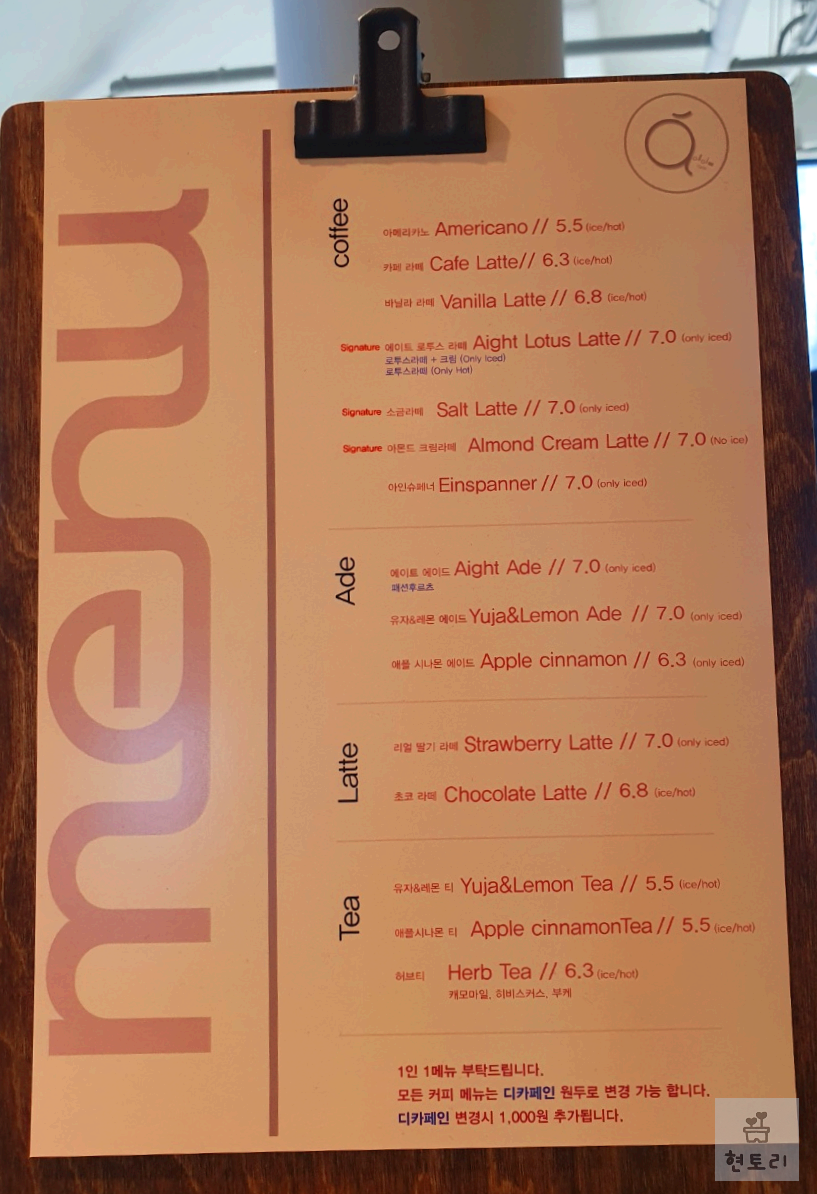 menu
coffee
아메리카노 Americano // 5.5 (ice/hot)
카페 라떼 Cafe Latte// 6.3 (ice/hot)
바닐라 라떼 Vanilla Latte // 6.8 (ice/hot)
Signature 에이트 로투스 라떼 Aight Lotus Latte // 7.0 (only iced)
로투스라떼 + 크림 (Only Iced)
로투스라떼 (Only Hot)
Signature 소금라떼 Salt Latte // 7.0 (only iced)
Signature 아몬드 크림라떼 Almond Cream Latte // 7.0 (No ice)
아인슈페너 Einspanner // 7.0 (only iced)
Ade
에이트 에이드 Aight Ade // 7.0 (only iced)
패션후르츠
유자&레몬 에이드 Yuja&Lemon Ade // 7.0 (only iced)
애플 시나몬 에이드 Apple cinnamon // 6.3 (only iced)
Latte
리얼 딸기 라떼 Strawberry Latte // 7.0 (only iced)
초코 라떼 Chocolate Latte // 6.8 (ice/hot)
Tea
유자&레몬 티 Yuja&Lemon Tea // 5.5 (ice/hot)
애플시나몬 티 Apple cinnamonTea // 5.5 (ice/hot)
허브티 Herb Tea // 6.3 (ice/hot)
캐모마일, 히비스커스, 부케
1인 1메뉴 부탁드립니다.
모든 커피 메뉴는 디카페인 원두로 변경 가능 합니다.
디카페인 변경시 1,000원 추가됩니다.
현토리